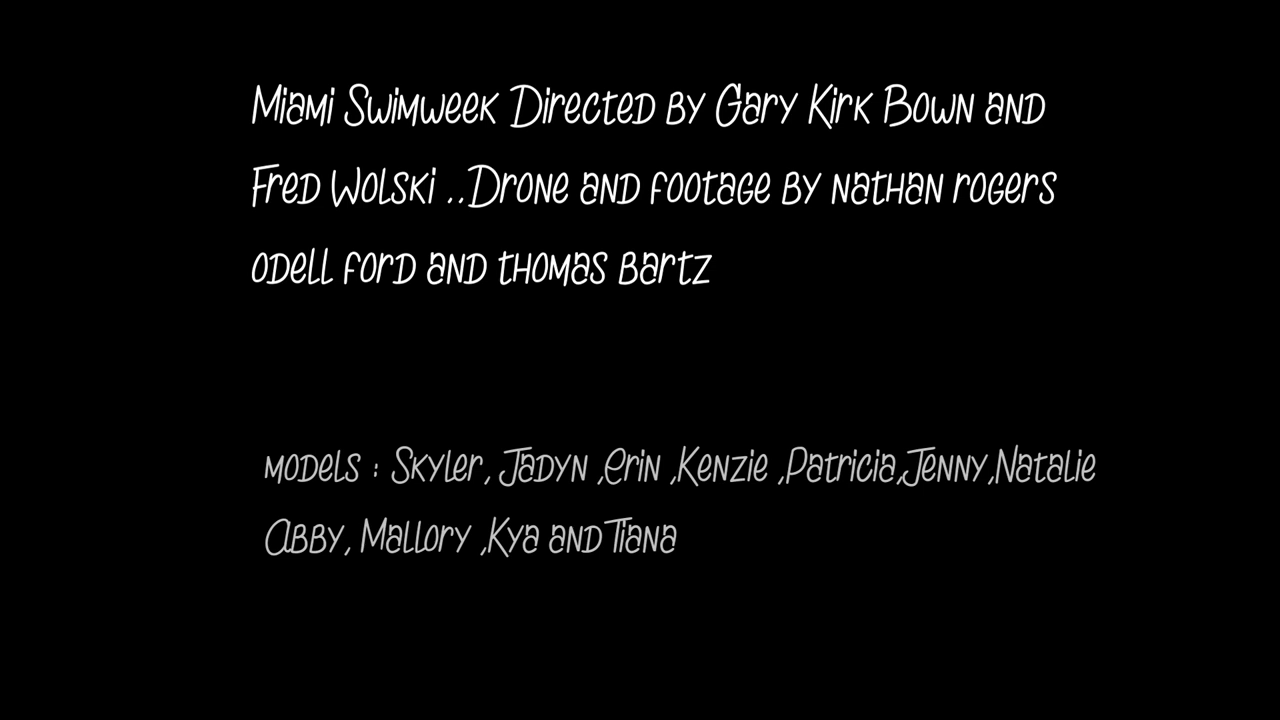 Miami Swimweek Directed by Gary Kirk Bown and
Fred Wolski ..Drone and footage by nathan rogers
odell ford and thomas bartz
models : Skyler, Jadyn ,Erin ,Kenzie ,Patricia,Jenny,Natalie
Abby, Mallory ,Kya and Tiana